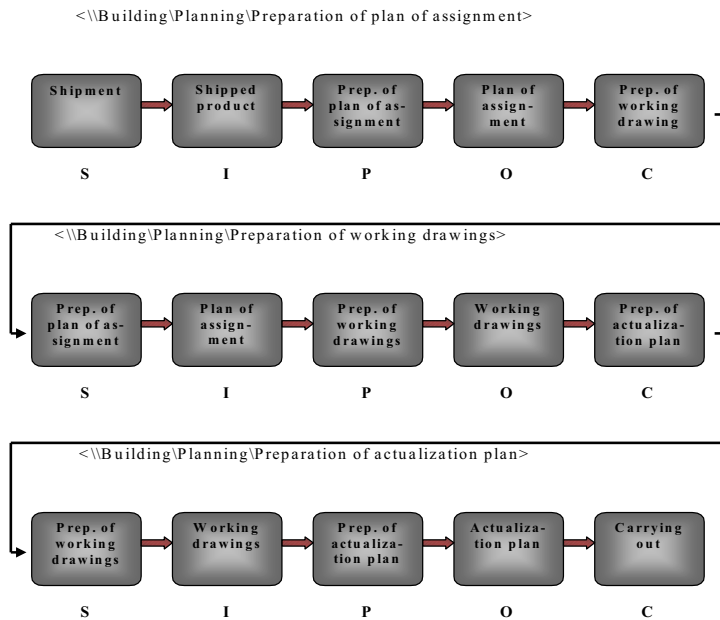 <\\Building\Planning\Preparation of plan of assignment>
Shipment
Shipped
product
Prep. of
plan of as-
signment
Plan of
assign-
ment
Prep. of
working
drawing
S I P O C
<\\Building\Planning\Preparation of working drawings>
Prep. of
plan of as-
signment
Plan of
assign-
ment
Prep. of
working
drawings
Working
drawings
Prep. of
actualiza-
tion plan
S I P O C
<\\Building\Planning\Preparation of actualization plan>
Prep. of
working
drawings
Working
drawings
Prep. of
actualiza-
tion plan
Actualiza-
tion plan
Carrying
out
S I P O C